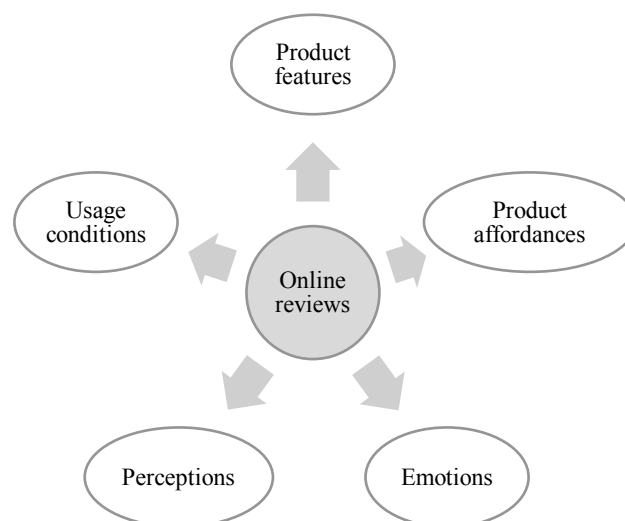 Product
features
Usage
conditions
Product
affordances
Online
reviews
Perceptions
Emotions